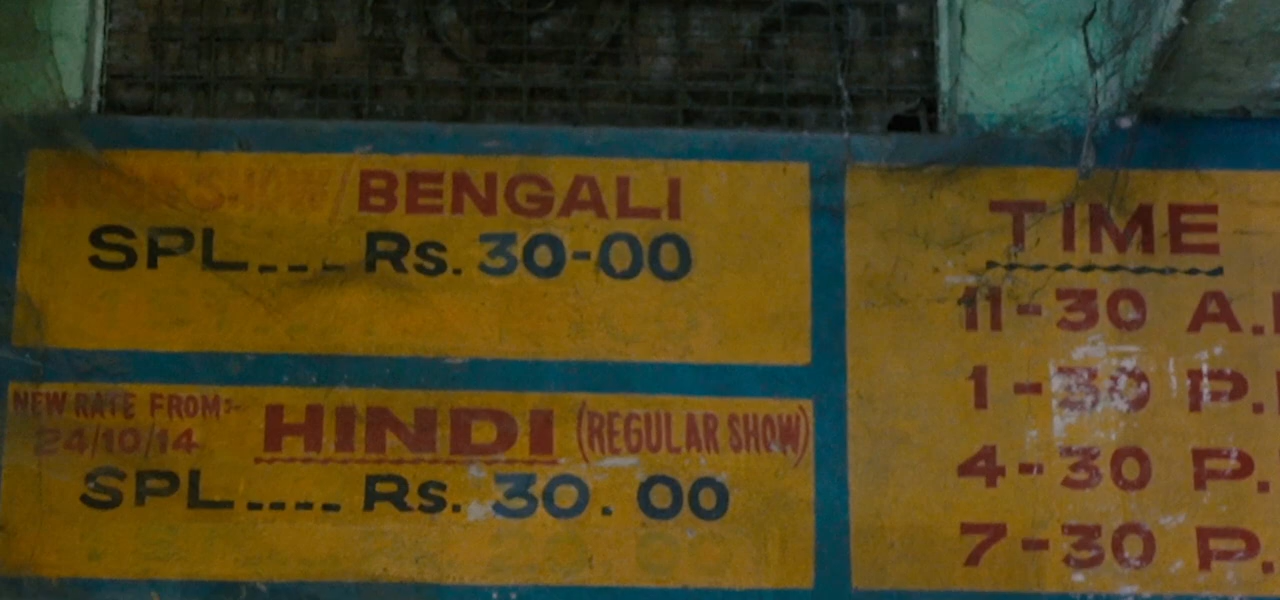 BENGALI
SPL___ Rs. 30-00
NEW RATE FROM:-
24/10/14
HINDI (REGULAR SHOW)
SPL.... Rs. 30.00
TIME
11-30 A.
1-30 P.
4-30 P.
7-30 P.